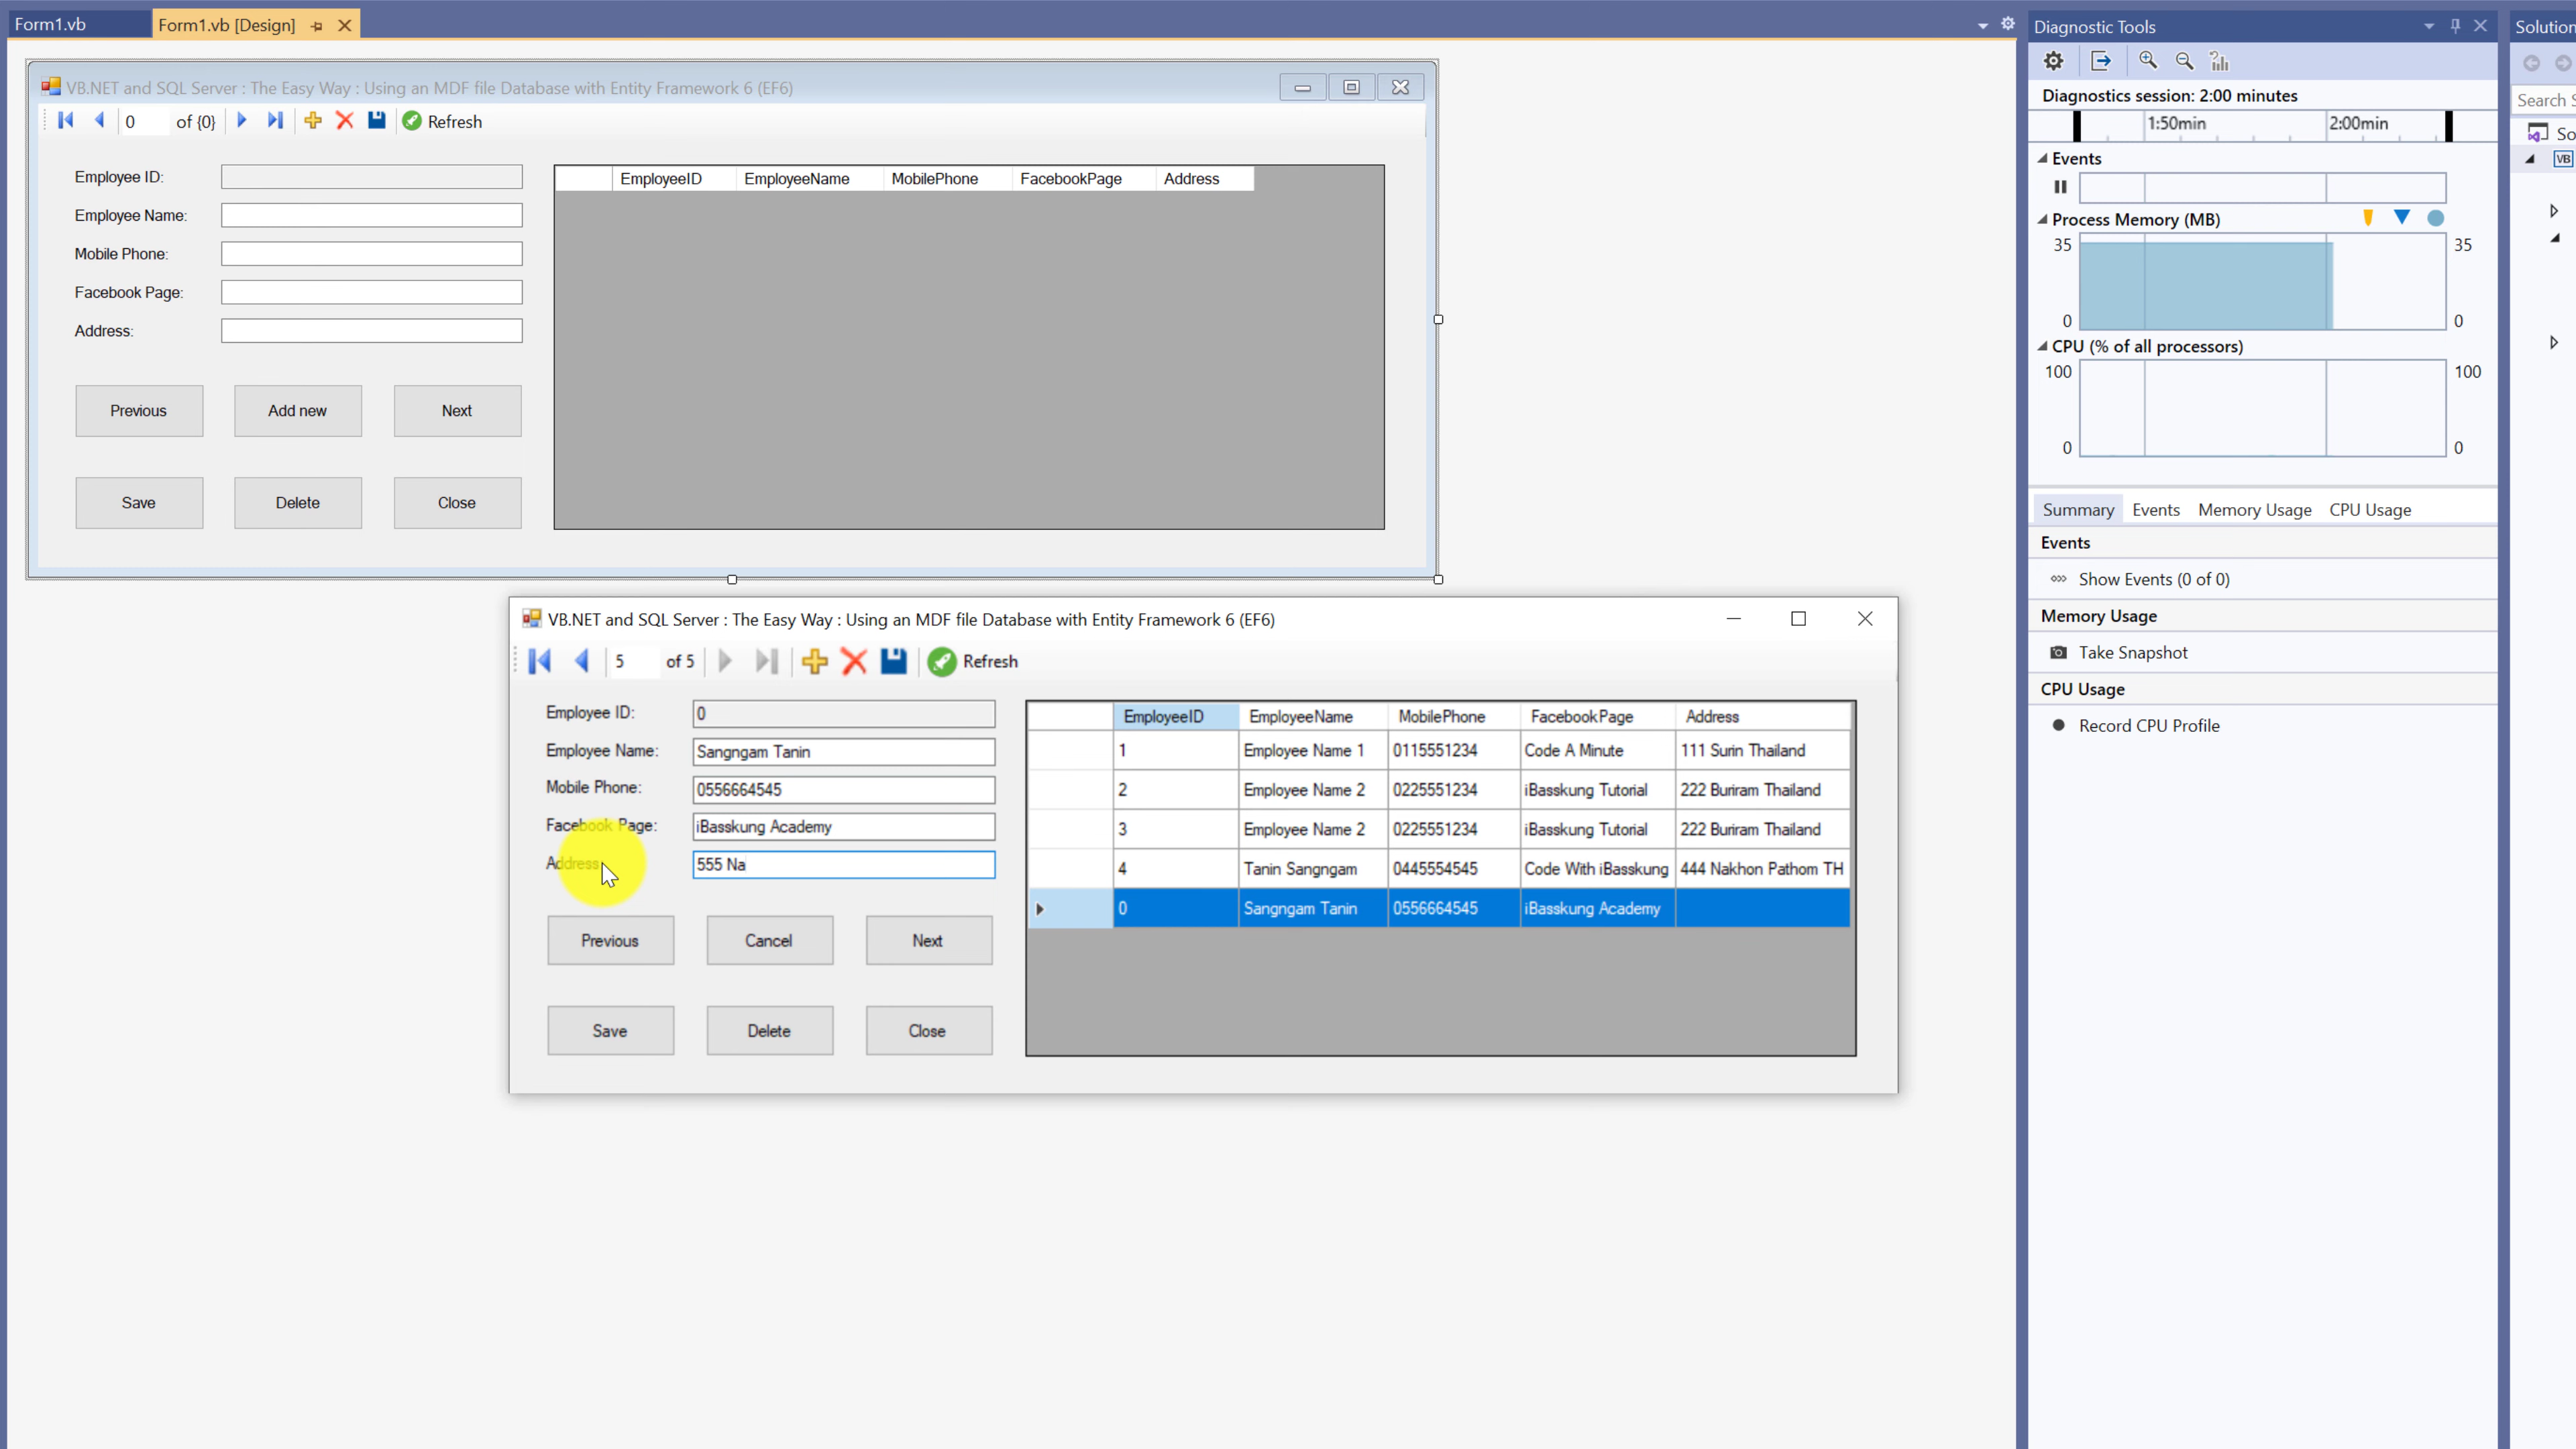 Form1.vb
Form1.vb [Design]
VB.NET and SQL Server : The Easy Way : Using an MDF file Database with Entity Framework 6 (EF6)
0 of {0} Refresh
Employee ID:
Employee Name:
Mobile Phone:
Facebook Page:
Address:
EmployeeID EmployeeName MobilePhone FacebookPage Address
Previous Add new Next
Save Delete Close
VB.NET and SQL Server : The Easy Way : Using an MDF file Database with Entity Framework 6 (EF6)
5 of 5 Refresh
Employee ID: 0
Employee Name: Sangngam Tanin
Mobile Phone: 0556664545
Facebook Page: iBasskung Academy
Address: 555 Na
Previous Cancel Next
Save Delete Close
EmployeeID EmployeeName MobilePhone FacebookPage Address
1 Employee Name 1 0115551234 Code A Minute 111 Surin Thailand
2 Employee Name 2 0225551234 iBasskung Tutorial 222 Buriram Thailand
3 Employee Name 2 0225551234 iBasskung Tutorial 222 Buriram Thailand
4 Tanin Sangngam 0445554545 Code With iBasskung 444 Nakhon Pathom TH
0 Sangngam Tanin 0556664545 iBasskung Academy
Diagnostic Tools
Diagnostics session: 2:00 minutes
1:50min 2:00min
Events
Process Memory (MB)
35 35
0 0
CPU (% of all processors)
100 100
0 0
Summary Events Memory Usage CPU Usage
Events
Show Events (0 of 0)
Memory Usage
Take Snapshot
CPU Usage
Record CPU Profile
Solution
Search S
So
VB